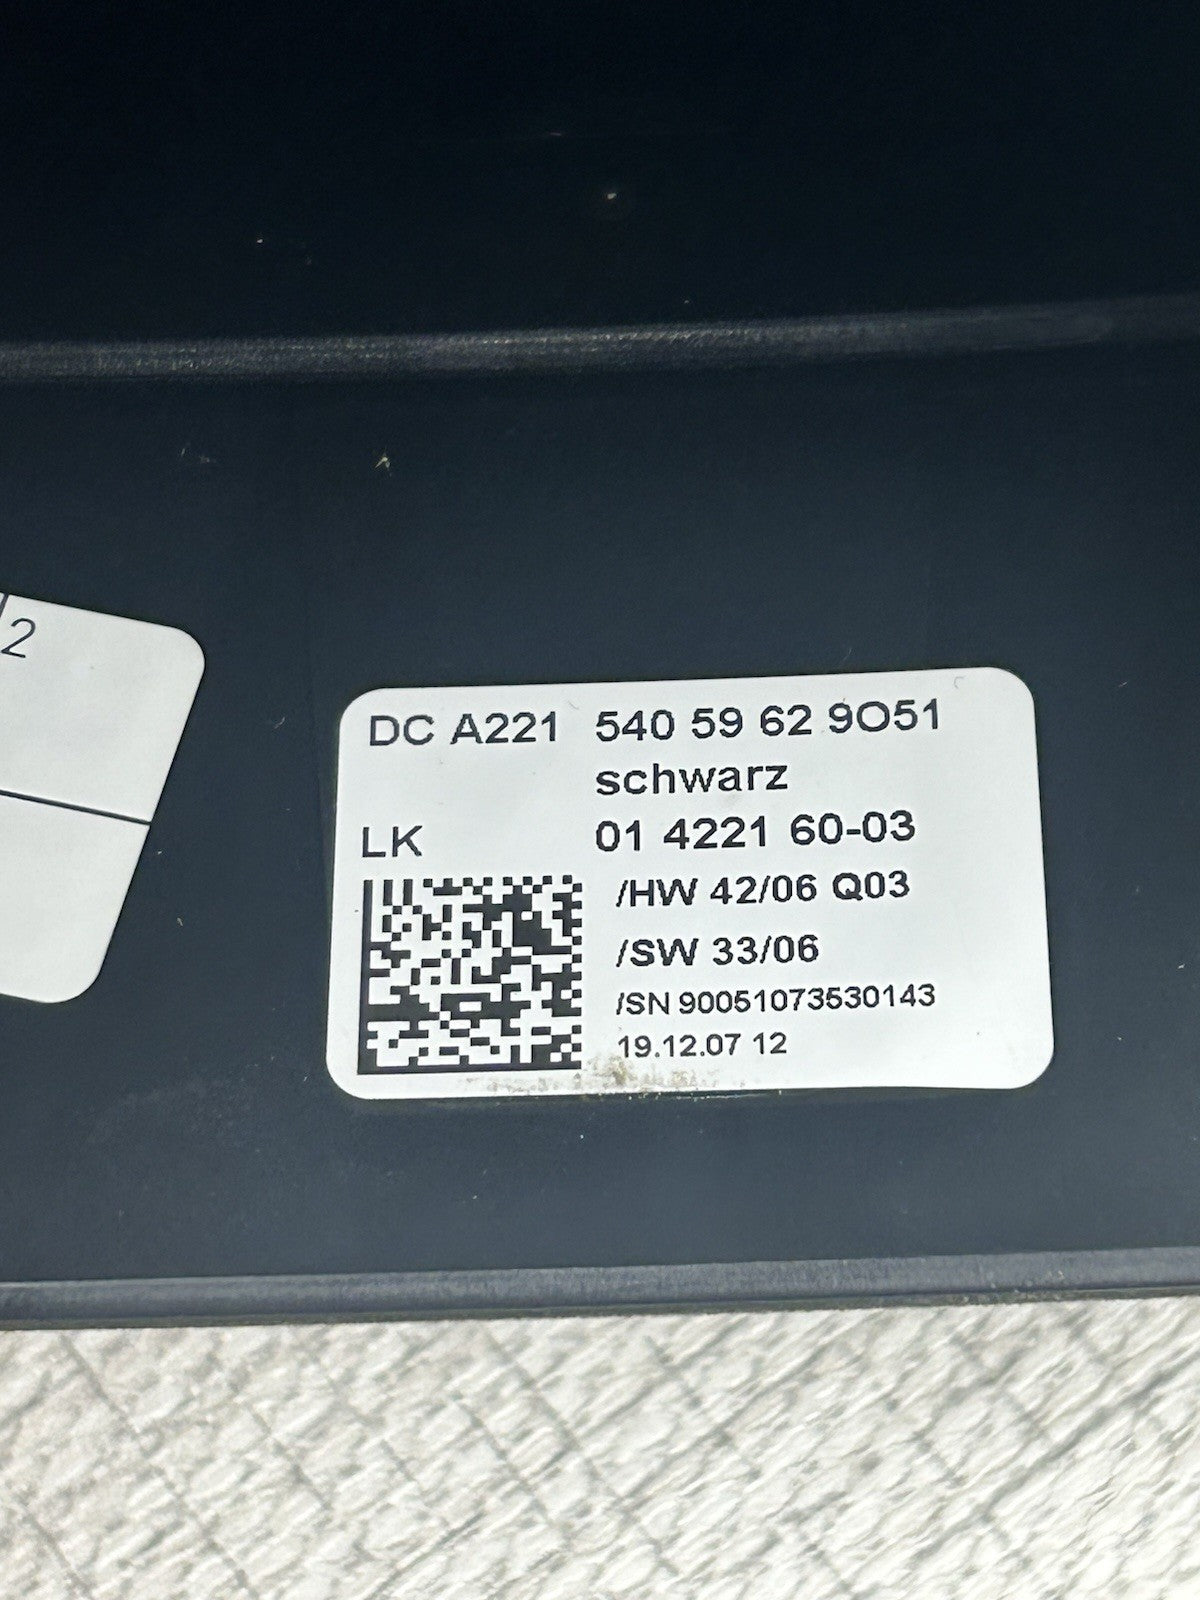 2
DC A221 540 59 62 9O51
schwarz
LK 01 4221 60-03
/HW 42/06 Q03
/SW 33/06
/SN 90051073530143
19.12.07 12